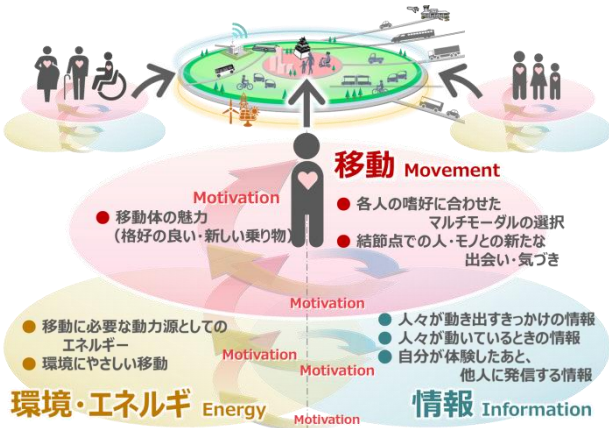 移動 Movement
Motivation
● 移動体の魅力
(格好の良い・新しい乗り物)
● 各人の嗜好に合わせた
マルチモーダルの選択
● 結節点での人・モノとの新たな
出会い・気づき
Motivation
● 移動に必要な動力源としての
エネルギー
● 環境にやさしい移動
● 人々が動き出すきっかけの情報
● 人々が動いているときの情報
● 自分が体験したあと、
他人に発信する情報
Motivation
Motivation
環境・エネルギ Energy
情報 Information
Motivation